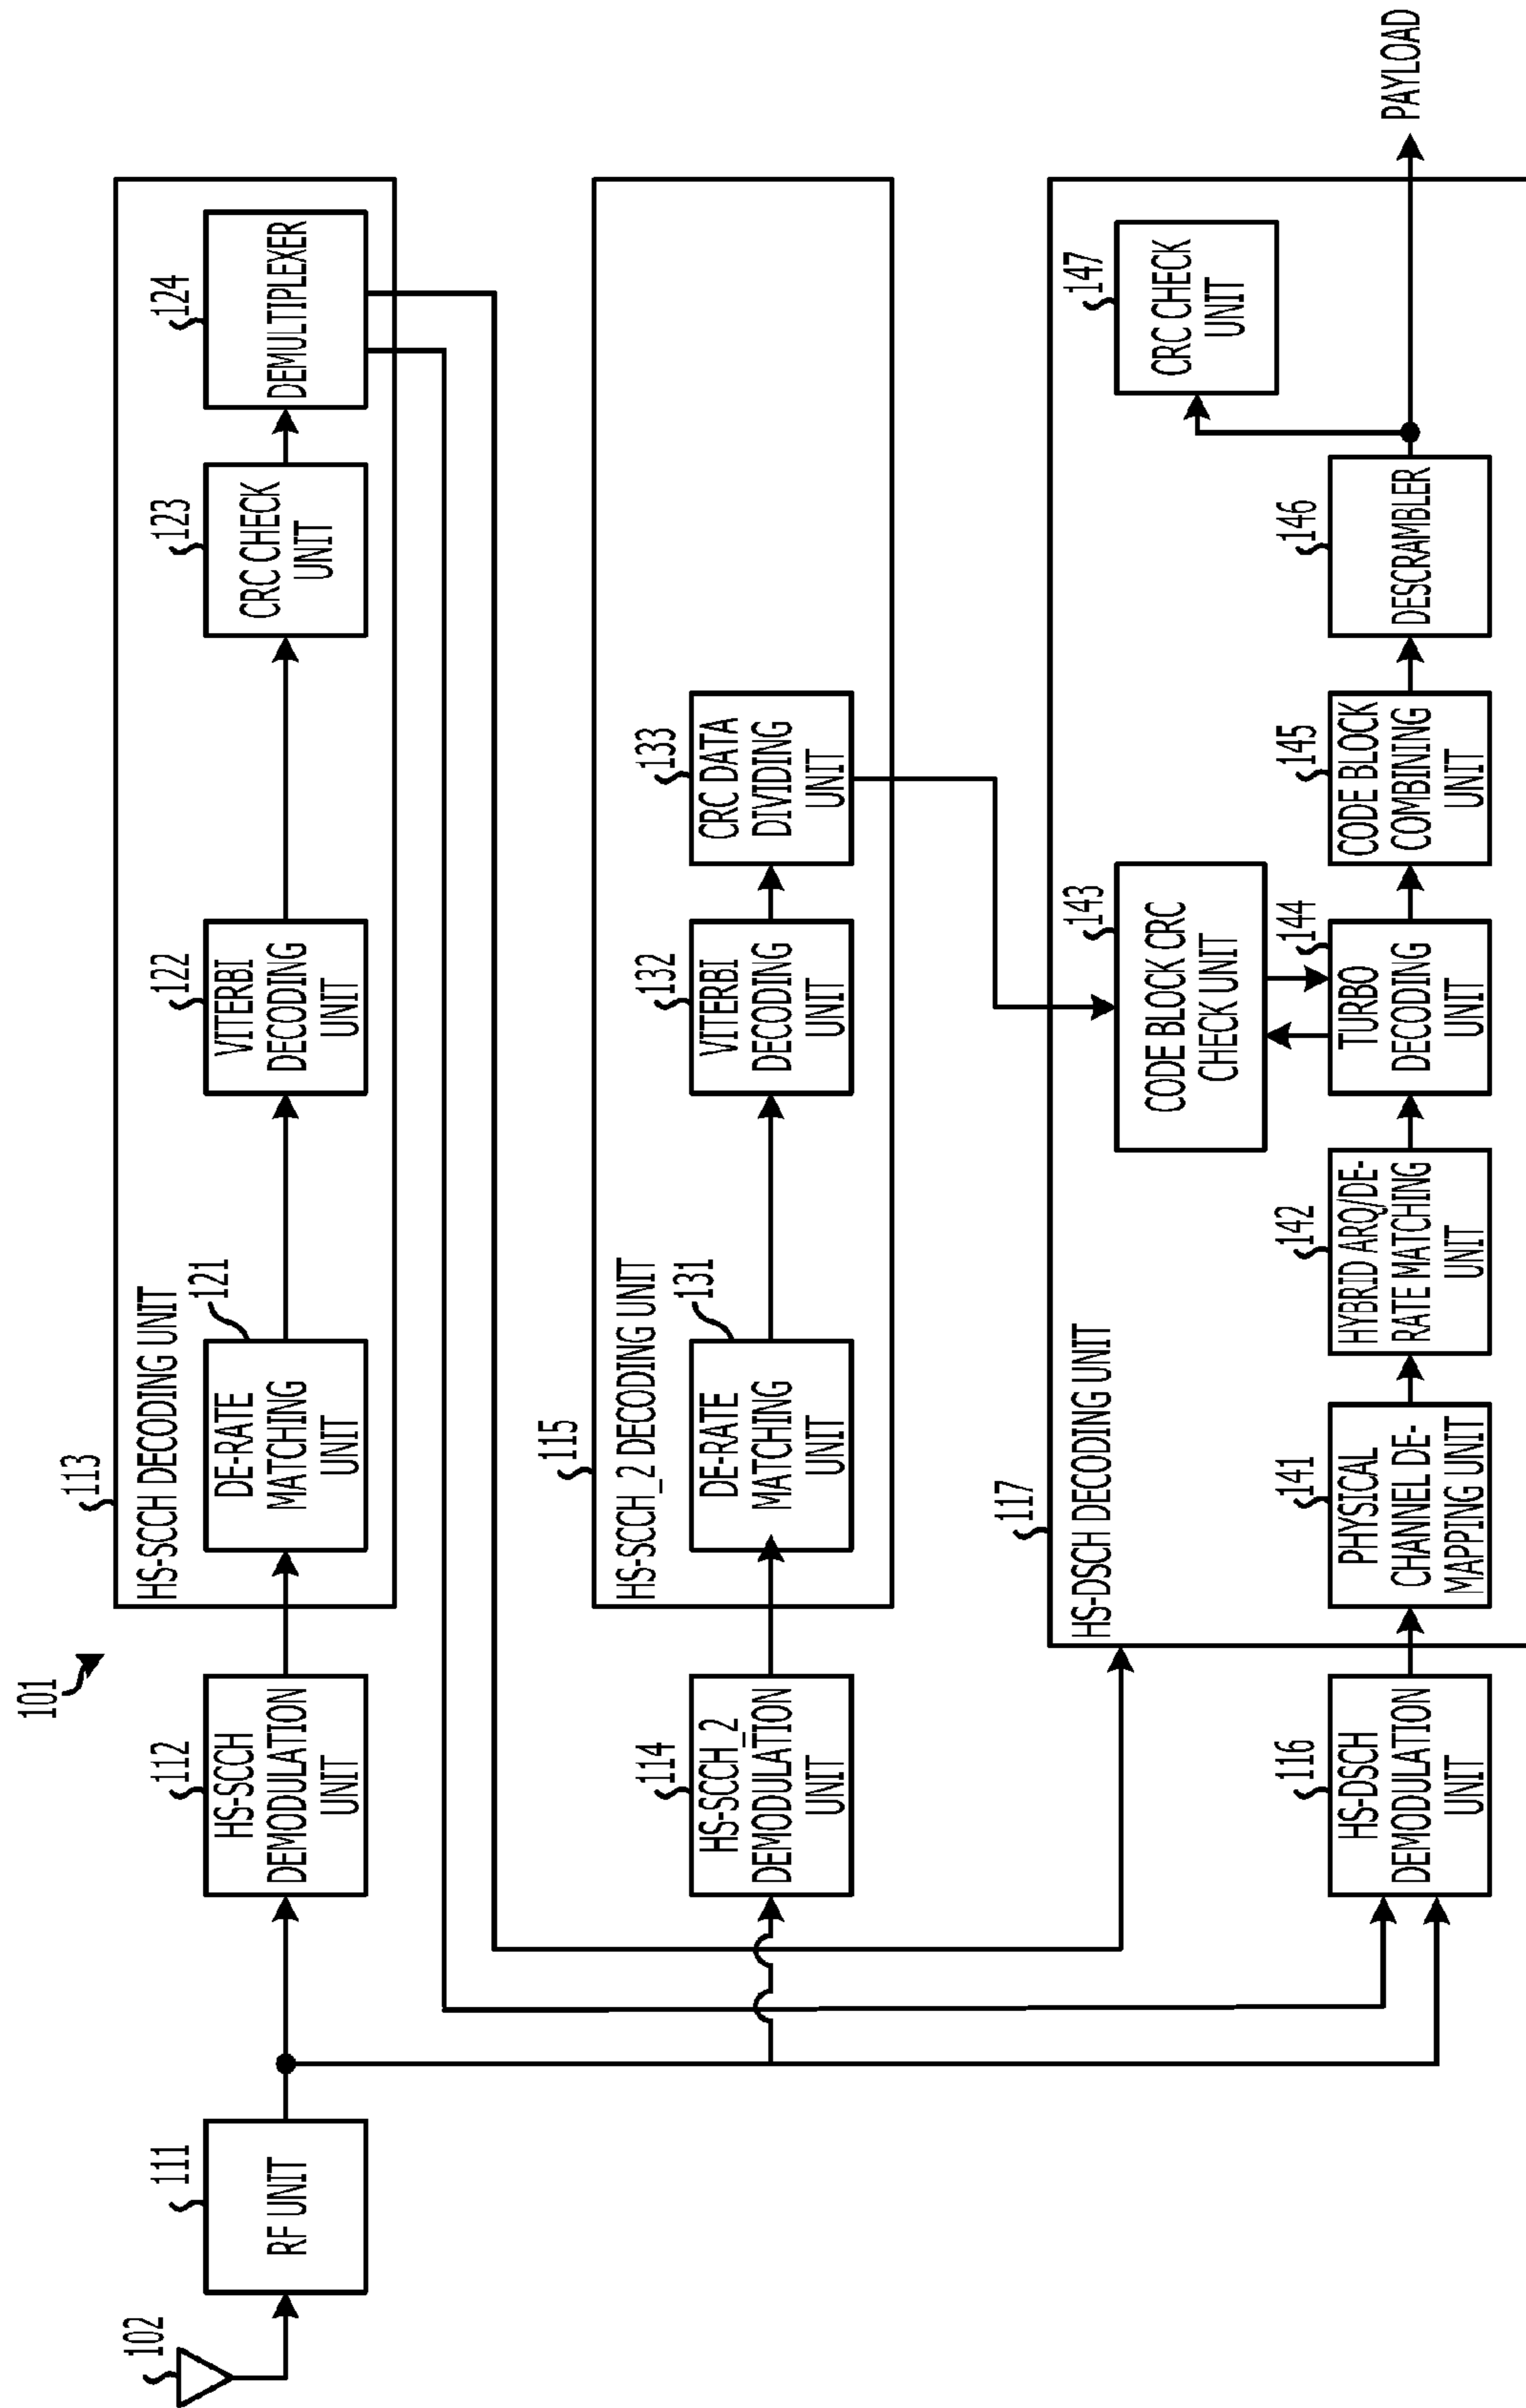 101
102
111
RF UNIT
112
HS-SCCH
DEMODULATION
UNIT
113
HS-SCCH DECODING UNIT
121
DE-RATE
MATCHING
UNIT
122
VITERBI
DECODING
UNIT
123
CRC CHECK
UNIT
124
DEMULTIPLEXER
114
HS-SCCH_2
DEMODULATION
UNIT
115
HS-SCCH_2 DECODING UNIT
131
DE-RATE
MATCHING
UNIT
132
VITERBI
DECODING
UNIT
133
CRC DATA
DIVIDING
UNIT
116
HS-DSCH
DEMODULATION
UNIT
117
HS-DSCH DECODING UNIT
141
PHYSICAL
CHANNEL DE-
MAPPING UNIT
142
HYBRID ARQ/DE-
RATE MATCHING
UNIT
143
CODE BLOCK CRC
CHECK UNIT
144
TURBO
DECODING
UNIT
145
CODE BLOCK
COMBINING
UNIT
146
DESCRAMBLER
147
CRC CHECK
UNIT
PAYLOAD